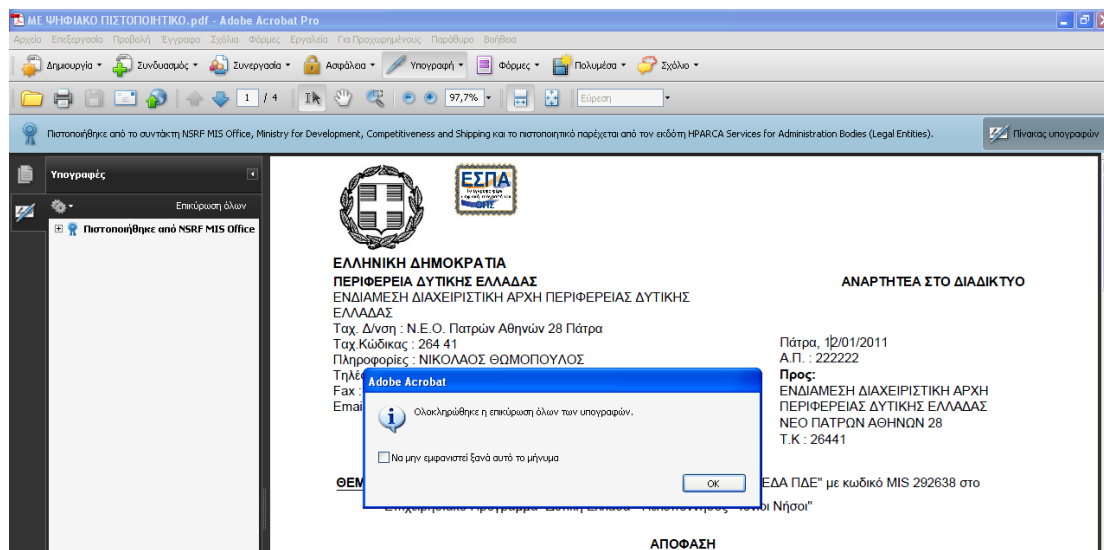 ΜΕ ΨΗΦΙΑΚΟ ΠΙΣΤΟΠΟΙΗΤΙΚΟ.pdf - Adobe Acrobat Pro
Αρχείο Επεξεργασία Προβολή Έγγραφο Σχόλια Φόρμες Εργαλεία Για Προχωρημένους Παράθυρο Βοήθεια
Δημιουργία Συνδυασμός Συνεργασία Ασφάλεια Υπογραφή Φόρμες Πολυμέσα Σχόλιο
1 / 4 97,7% Εύρεση
Πιστοποιήθηκε από το συντάκτη NSRF MIS Office, Ministry for Development, Competitiveness and Shipping και το πιστοποιητικό παρέχεται από τον εκδότη HPARCA Services for Administration Bodies (Legal Entities).
Πίνακας υπογραφών
Υπογραφές
Επικύρωση όλων
Πιστοποιήθηκε από NSRF MIS Office
ΕΣΠΑ
ΕΛΛΗΝΙΚΗ ΔΗΜΟΚΡΑΤΙΑ
ΠΕΡΙΦΕΡΕΙΑ ΔΥΤΙΚΗΣ ΕΛΛΑΔΑΣ
ΕΝΔΙΑΜΕΣΗ ΔΙΑΧΕΙΡΙΣΤΙΚΗ ΑΡΧΗ ΠΕΡΙΦΕΡΕΙΑΣ ΔΥΤΙΚΗΣ
ΕΛΛΑΔΑΣ
Ταχ. Δ/νση : Ν.Ε.Ο. Πατρών Αθηνών 28 Πάτρα
Ταχ.Κώδικας : 264 41
Πληροφορίες : ΝΙΚΟΛΑΟΣ ΘΩΜΟΠΟΥΛΟΣ
Fax :
ΑΝΑΡΤΗΤΕΑ ΣΤΟ ΔΙΑΔΙΚΤΥΟ
Πάτρα, 12/01/2011
Α.Π. : 222222
Προς:
ΕΝΔΙΑΜΕΣΗ ΔΙΑΧΕΙΡΙΣΤΙΚΗ ΑΡΧΗ
ΠΕΡΙΦΕΡΕΙΑΣ ΔΥΤΙΚΗΣ ΕΛΛΑΔΑΣ
ΝΕΟ ΠΑΤΡΩΝ ΑΘΗΝΩΝ 28
Τ.Κ : 26441
Adobe Acrobat
Ολοκληρώθηκε η επικύρωση όλων των υπογραφών.
Να μην εμφανιστεί ξανά αυτό το μήνυμα
OK
ΕΔΑ ΠΔΕ" με κωδικό MIS 292638 στο
Νήσοι"
ΑΠΟΦΑΣΗ